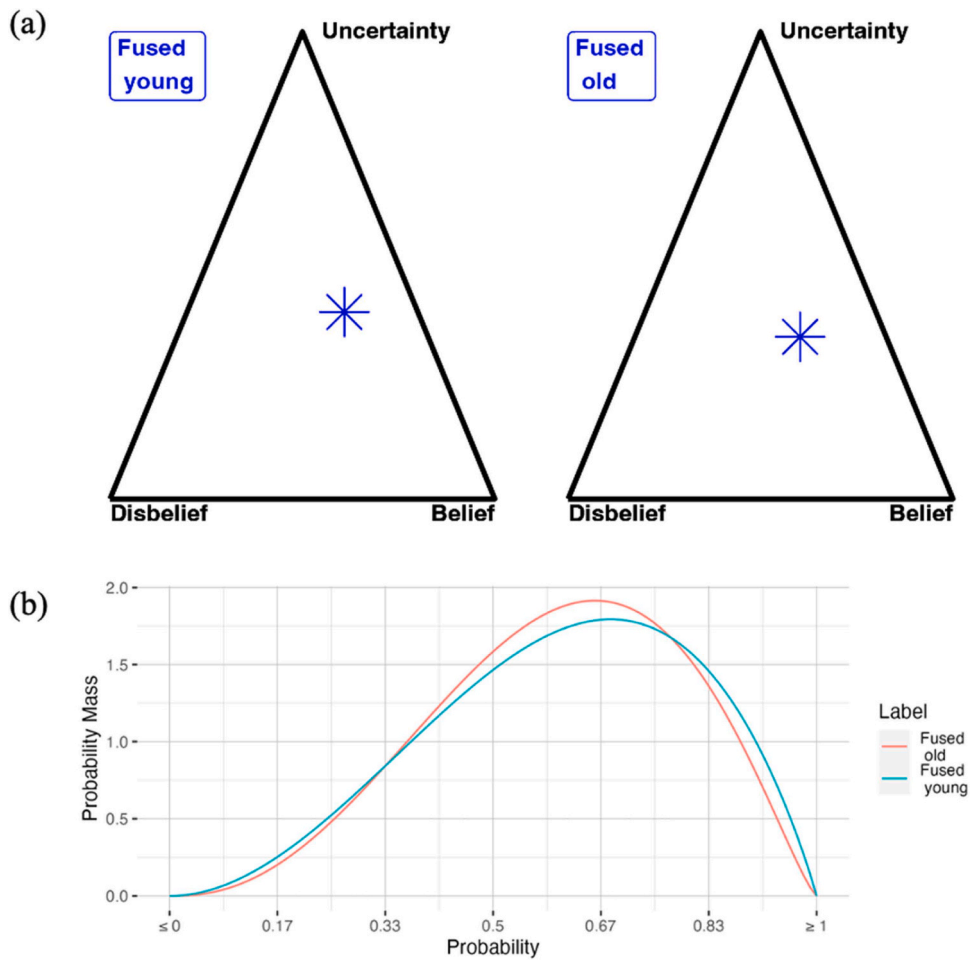 (a)
Fused
young
Uncertainty
Disbelief
Belief
Fused
old
Uncertainty
Disbelief
Belief
(b)
Probability Mass
2.0
1.5
1.0
0.5
0.0
≤ 0
0.17
0.33
0.5
0.67
0.83
≥ 1
Probability
Label
Fused
old
Fused
young